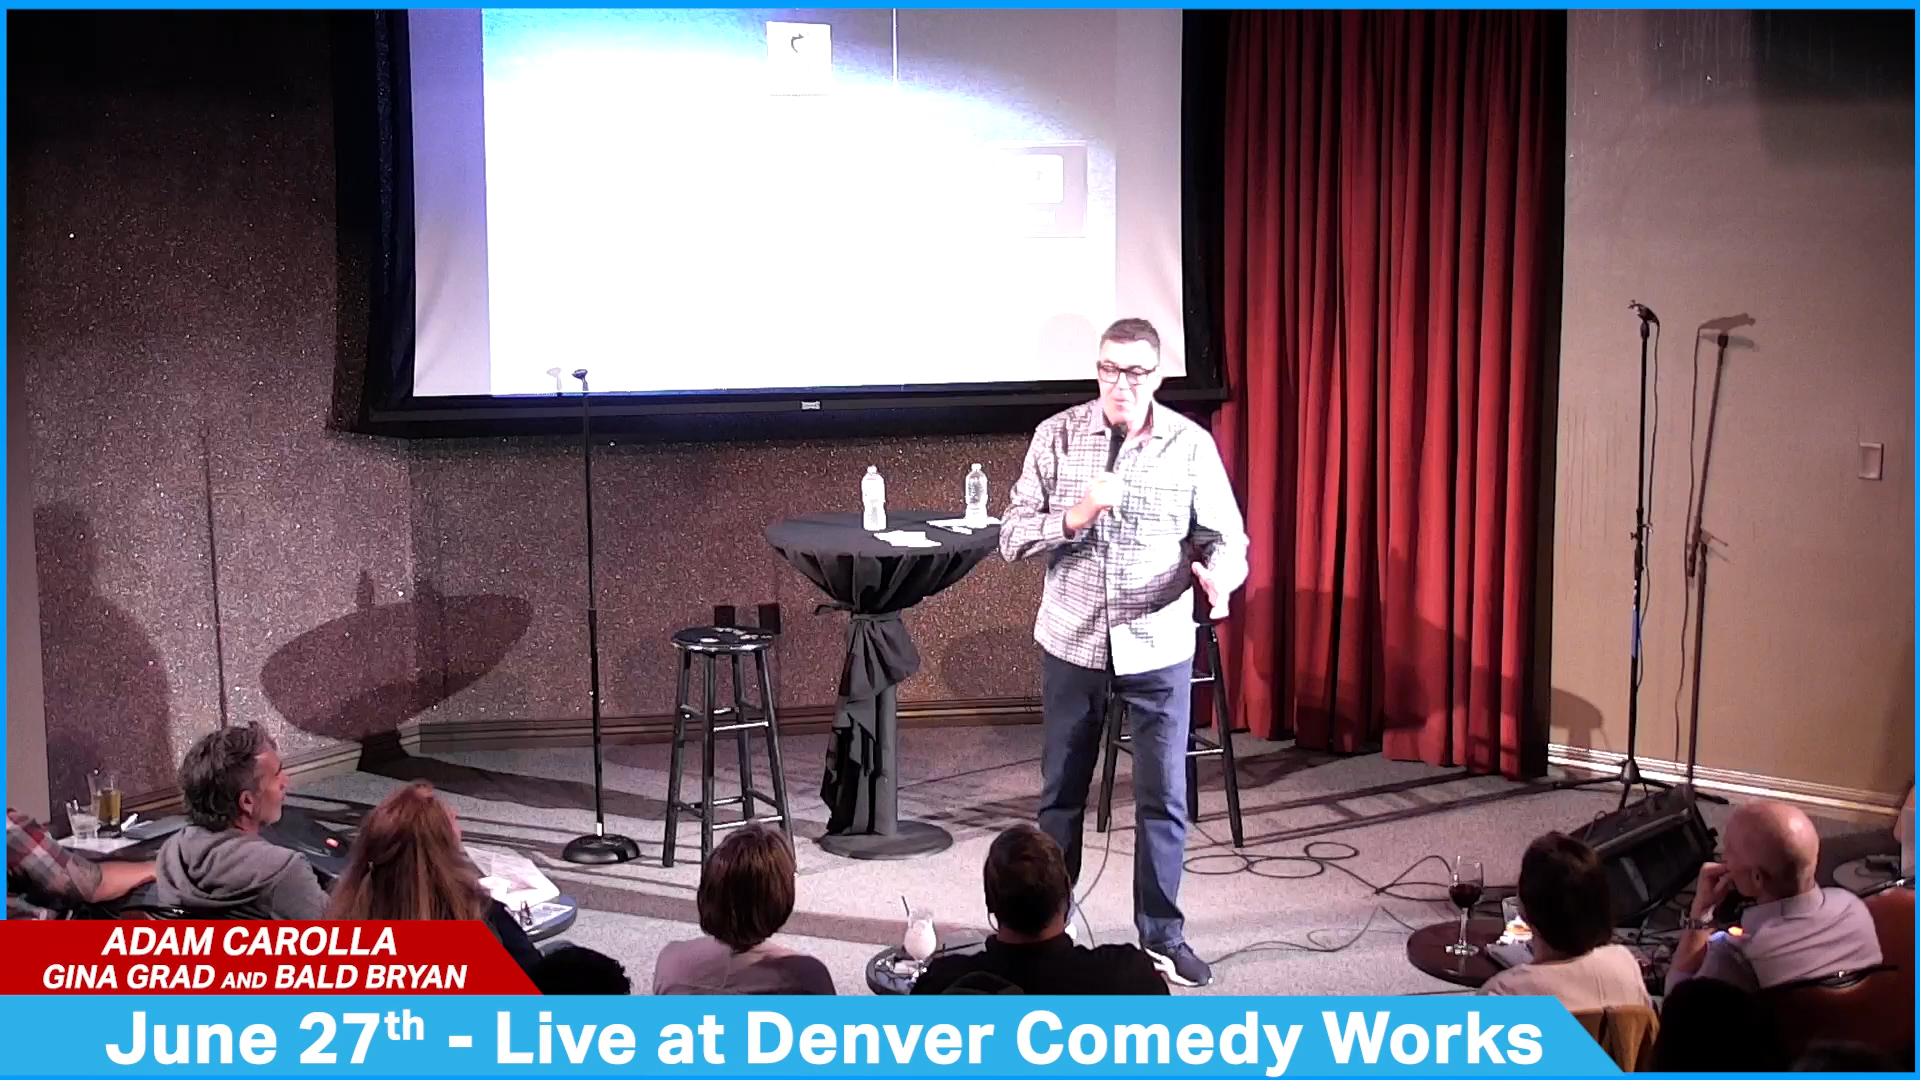 ADAM CAROLLA
GINA GRAD AND BALD BRYAN
June 27th - Live at Denver Comedy Works